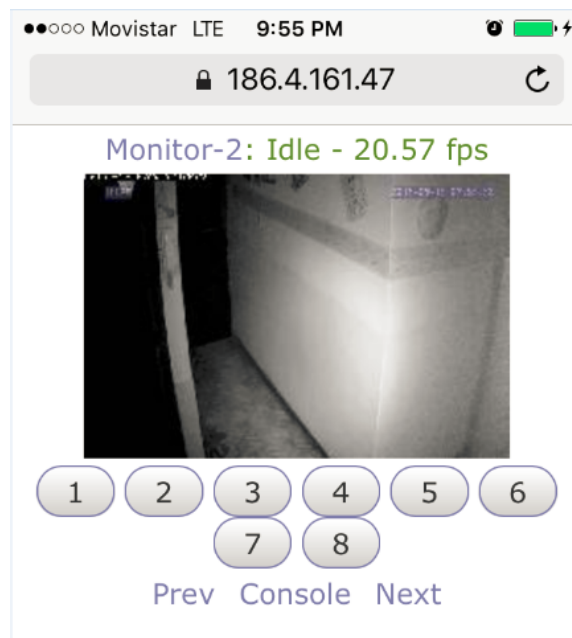 Movistar LTE 9:55 PM
186.4.161.47
Monitor-2: Idle - 20.57 fps
1 2 3 4 5 6
7 8
Prev Console Next